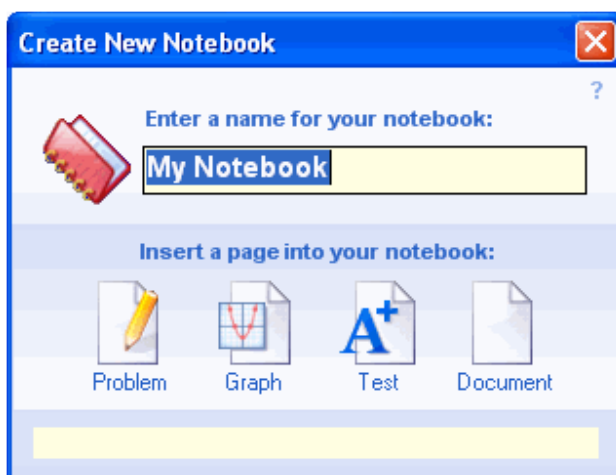 Create New Notebook
?
Enter a name for your notebook:
My Notebook
Insert a page into your notebook:
A+
Problem Graph Test Document